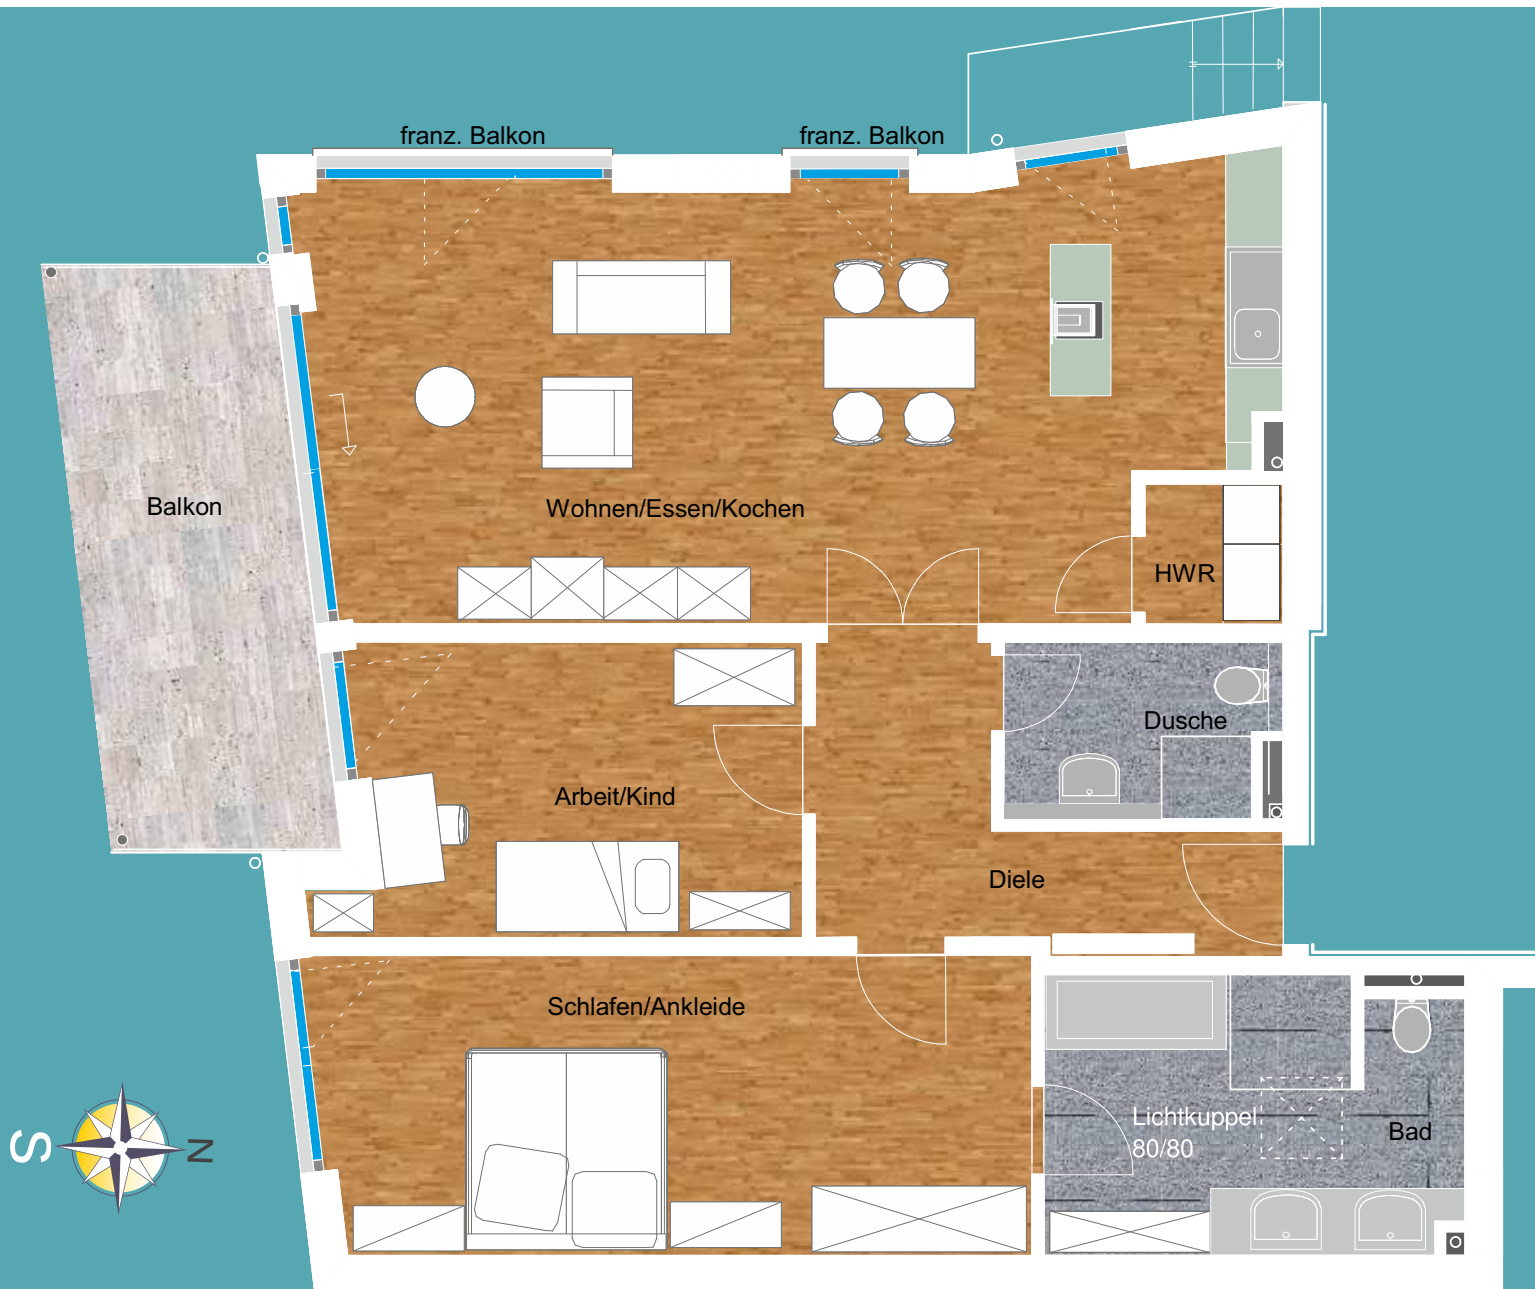 franz. Balkon
franz. Balkon
Balkon
Wohnen/Essen/Kochen
HWR
Dusche
Arbeit/Kind
Diele
Schlafen/Ankleide
Lichtkuppel
80/80
Bad
S
N